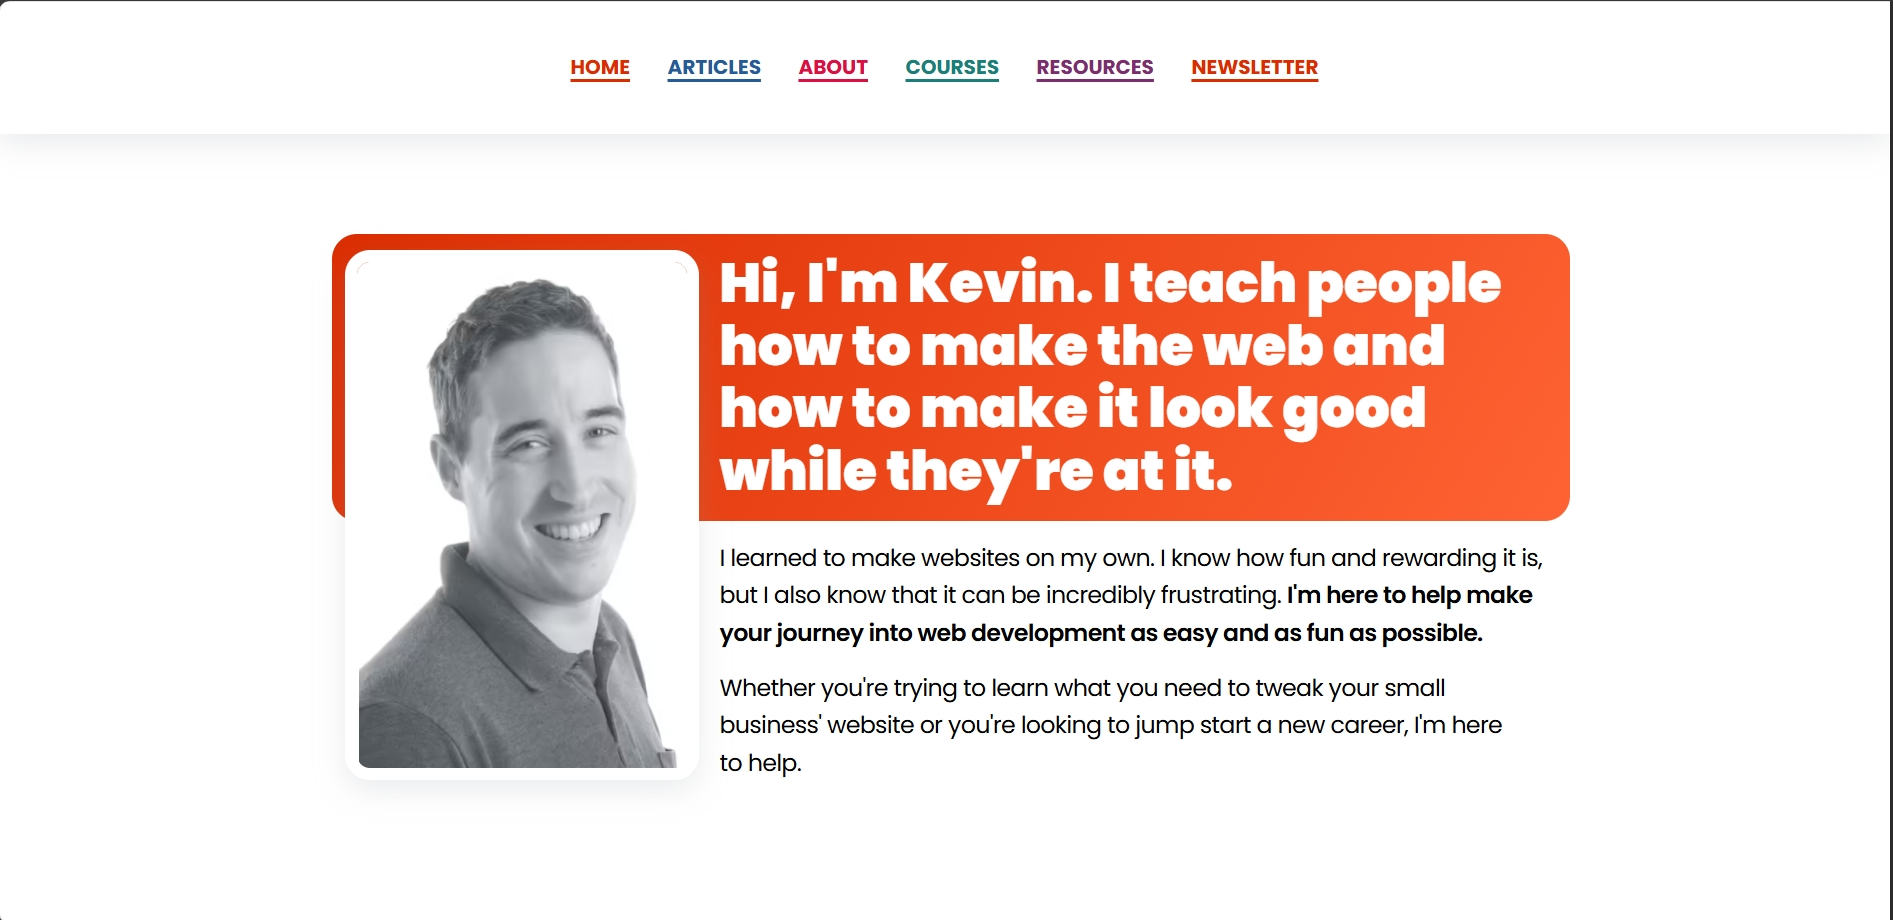 HOME ARTICLES ABOUT COURSES RESOURCES NEWSLETTER
Hi, I'm Kevin. I teach people
how to make the web and
how to make it look good
while they're at it.
I learned to make websites on my own. I know how fun and rewarding it is,
but I also know that it can be incredibly frustrating. I'm here to help make
your journey into web development as easy and as fun as possible.
Whether you're trying to learn what you need to tweak your small
business' website or you're looking to jump start a new career, I'm here
to help.